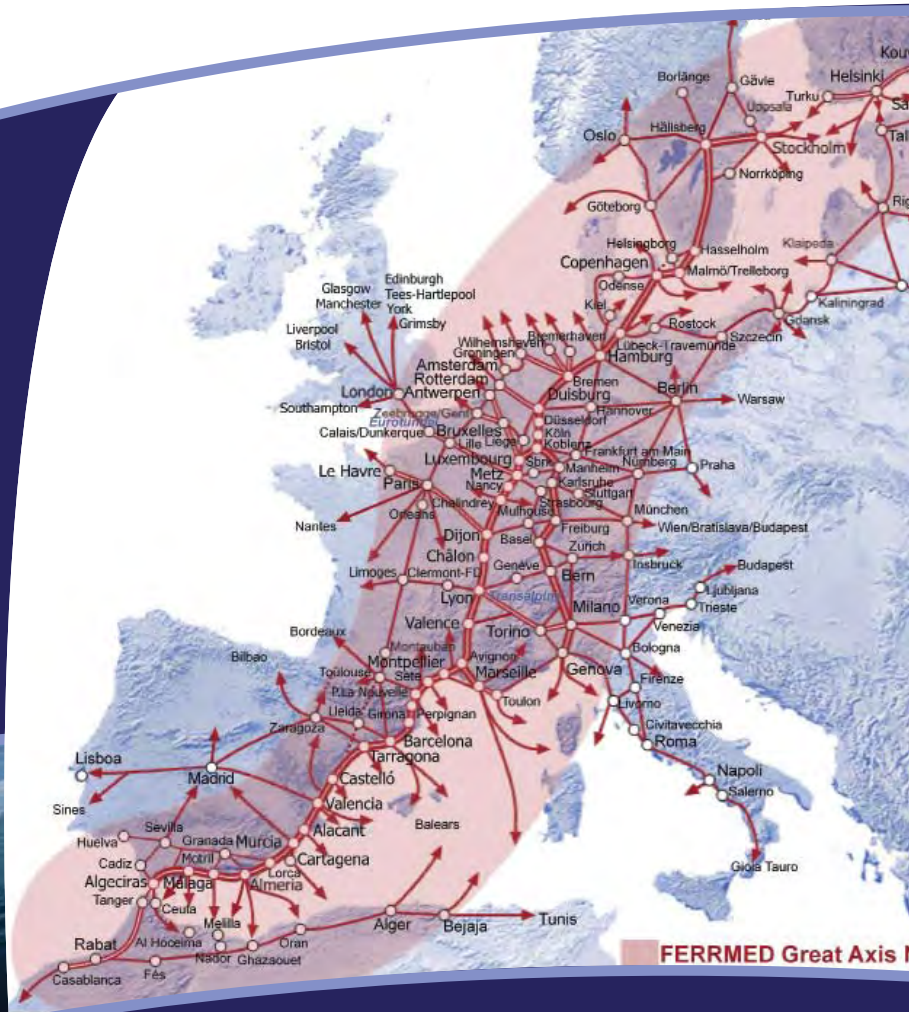 Kou
Helsinki
Borlänge
Gävle
Turku
Sa
Uppsala
Oslo
Hällsberg
Stockholm
Tal
Norrköping
Göteborg
Rig
Helsingborg
Hasselholm
Klaipeda
Copenhagen
Malmö/Trelleborg
Odense
Kiel
Kaliningrad
Gdansk
Edinburgh
Glasgow
Tees-Hartlepool
Manchester
York
Grimsby
Liverpool
Bristol
Rostock
Szczecin
Wilhemshaven
Bremerhaven
Lübeck-Travemünde
Groningen
Hamburg
Amsterdam
Rotterdam
Bremen
Berlin
London
Antwerpen
Duisburg
Warsaw
Southampton
Zeebrugge/Gent
Hannover
Eurotunnel
Düsseldorf
Calais/Dunkerque
Bruxelles
Köln
Lille
Liege
Koblenz
Frankfurt am Main
Luxembourg
Sbrk
Manheim
Praha
Le Havre
Metz
Nürnberg
Paris
Nancy
Karlsruhe
Stuttgart
Chalindrey
Strasbourg
Orleans
Mulhouse
München
Nantes
Freiburg
Wien/Bratislava/Budapest
Dijon
Basel
Zürich
Châlon
Insbruck
Genève
Budapest
Limoges
Clermont-FD
Bern
Ljubljana
Lyon
Transalpin
Verona
Trieste
Milano
Valence
Venezia
Bordeaux
Torino
Bologna
Montauban
Bilbao
Avignon
Montpellier
Genova
Toulouse
Sète
Marseille
Firenze
P.La Nouvelle
Toulon
Livorno
Lleida
Girona
Perpignan
Zaragoza
Civitavecchia
Barcelona
Roma
Tarragona
Lisboa
Madrid
Castelló
Napoli
Salerno
Valencia
Sines
Balears
Alacant
Sevilla
Granada
Murcia
Huelva
Cartagena
Motril
Lorca
Cadiz
Gioia Tauro
Algeciras
Málaga
Almeria
Tanger
Ceuta
Alger
Bejaja
Tunis
Melilla
Rabat
Al Hoceima
Oran
Nador
Ghazaouet
Fès
Casablanca
FERRMED Great Axis N